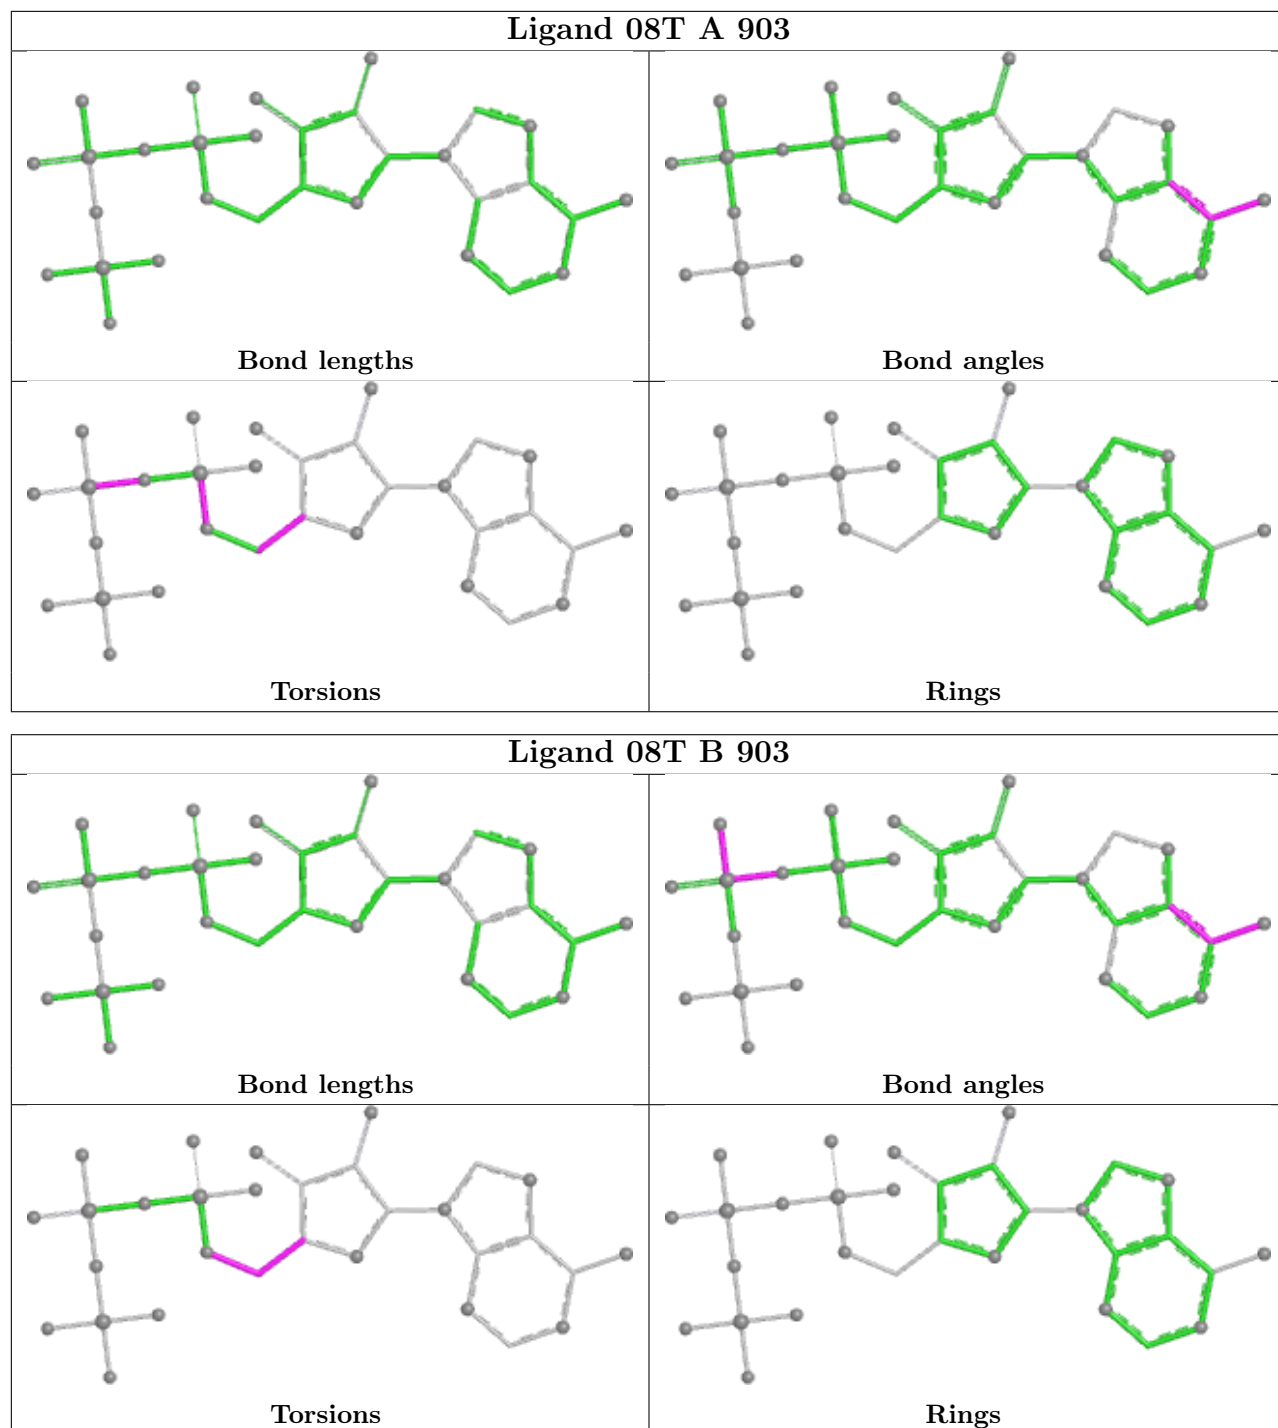 Ligand 08T A 903
Bond lengths
Bond angles
Torsions
Rings
Ligand 08T B 903
Bond lengths
Bond angles
Torsions
Rings